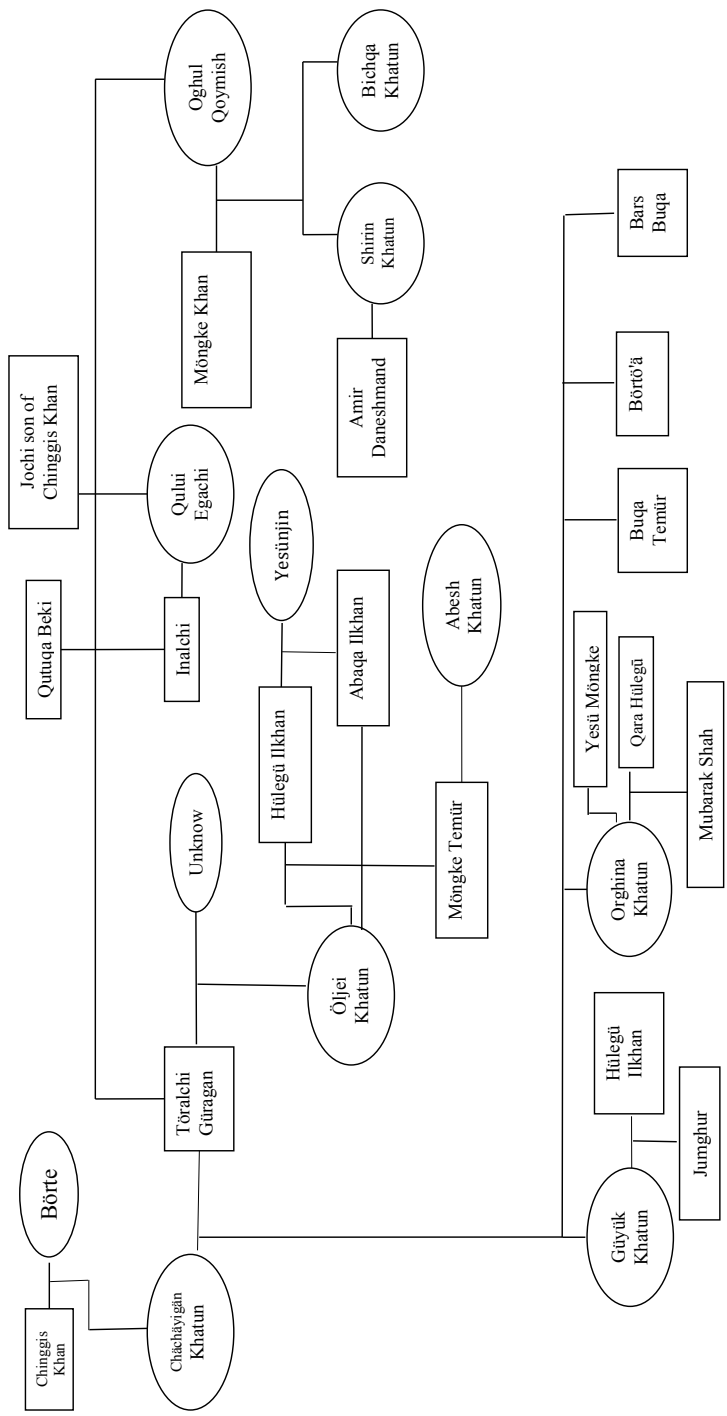 Chinggis
Khan
Börte
Chächäyigän
Khatun
Qutuqa Beki
Jochi son of
Chinggis Khan
Töralchi
Güragan
Unknow
Inalchi
Qului
Egachi
Möngke Khan
Oghul
Qoymish
Öljei
Khatun
Hülegü Ilkhan
Yesünjin
Abaqa Ilkhan
Möngke Temür
Abesh
Khatun
Amir
Daneshmand
Shirin
Khatun
Bichqa
Khatun
Güyük
Khatun
Hülegü
Ilkhan
Jumghur
Orghina
Khatun
Yesü Möngke
Qara Hülegü
Mubarak Shah
Buqa
Temür
Börtö'ä
Bars
Buqa